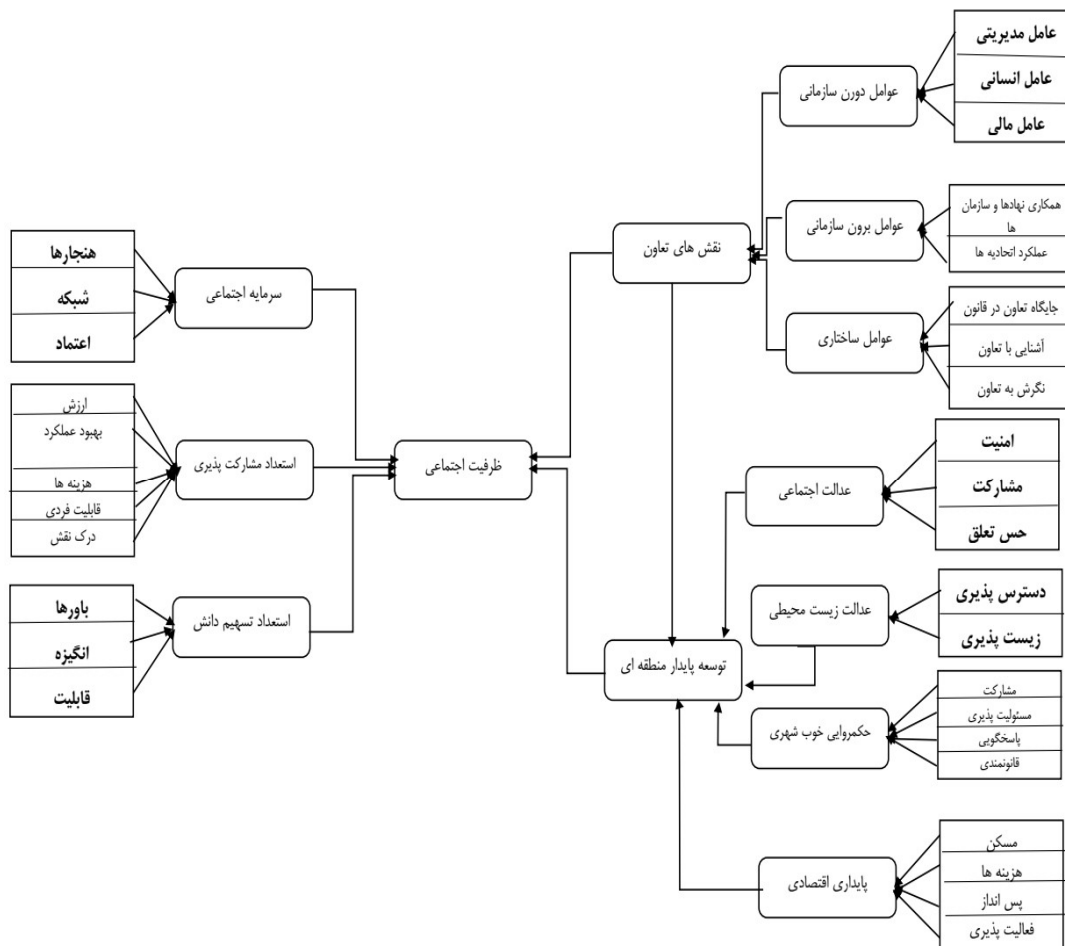 عامل مدیریتی
عامل انسانی
عامل مالی
عوامل دورن سازمانی
همکاری نهادها و سازمان
ها
عملکرد اتحادیه ها
عوامل برون سازمانی
جایگاه تعاون در قانون
آشنایی با تعاون
نگرش به تعاون
عوامل ساختاری
نقش های تعاون
امنیت
مشارکت
حس تعلق
عدالت اجتماعی
دسترس پذیری
زیست پذیری
عدالت زیست محیطی
مشارکت
مسئولیت پذیری
پاسخگویی
قانونمندی
حکمروایی خوب شهری
مسکن
هزینه ها
پس انداز
فعالیت پذیری
پایداری اقتصادی
توسعه پایدار منطقه ای
ظرفیت اجتماعی
سرمایه اجتماعی
هنجارها
شبکه
اعتماد
استعداد مشارکت پذیری
ارزش
بهبود عملکرد
هزینه ها
قابلیت فردی
درک نقش
استعداد تسهیم دانش
باورها
انگیزه
قابلیت